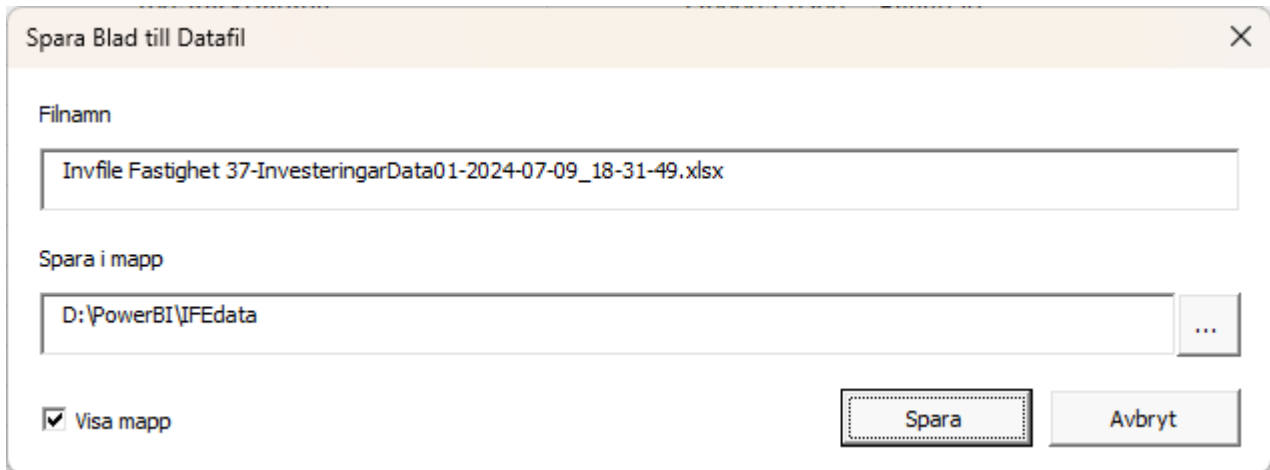 Spara Blad till Datafil
Filnamn
Invfile Fastighet 37-InvesteringarData01-2024-07-09_18-31-49.xlsx
Spara i mapp
D:\PowerBI\IFEdata
...
Visa mapp
Spara
Avbryt